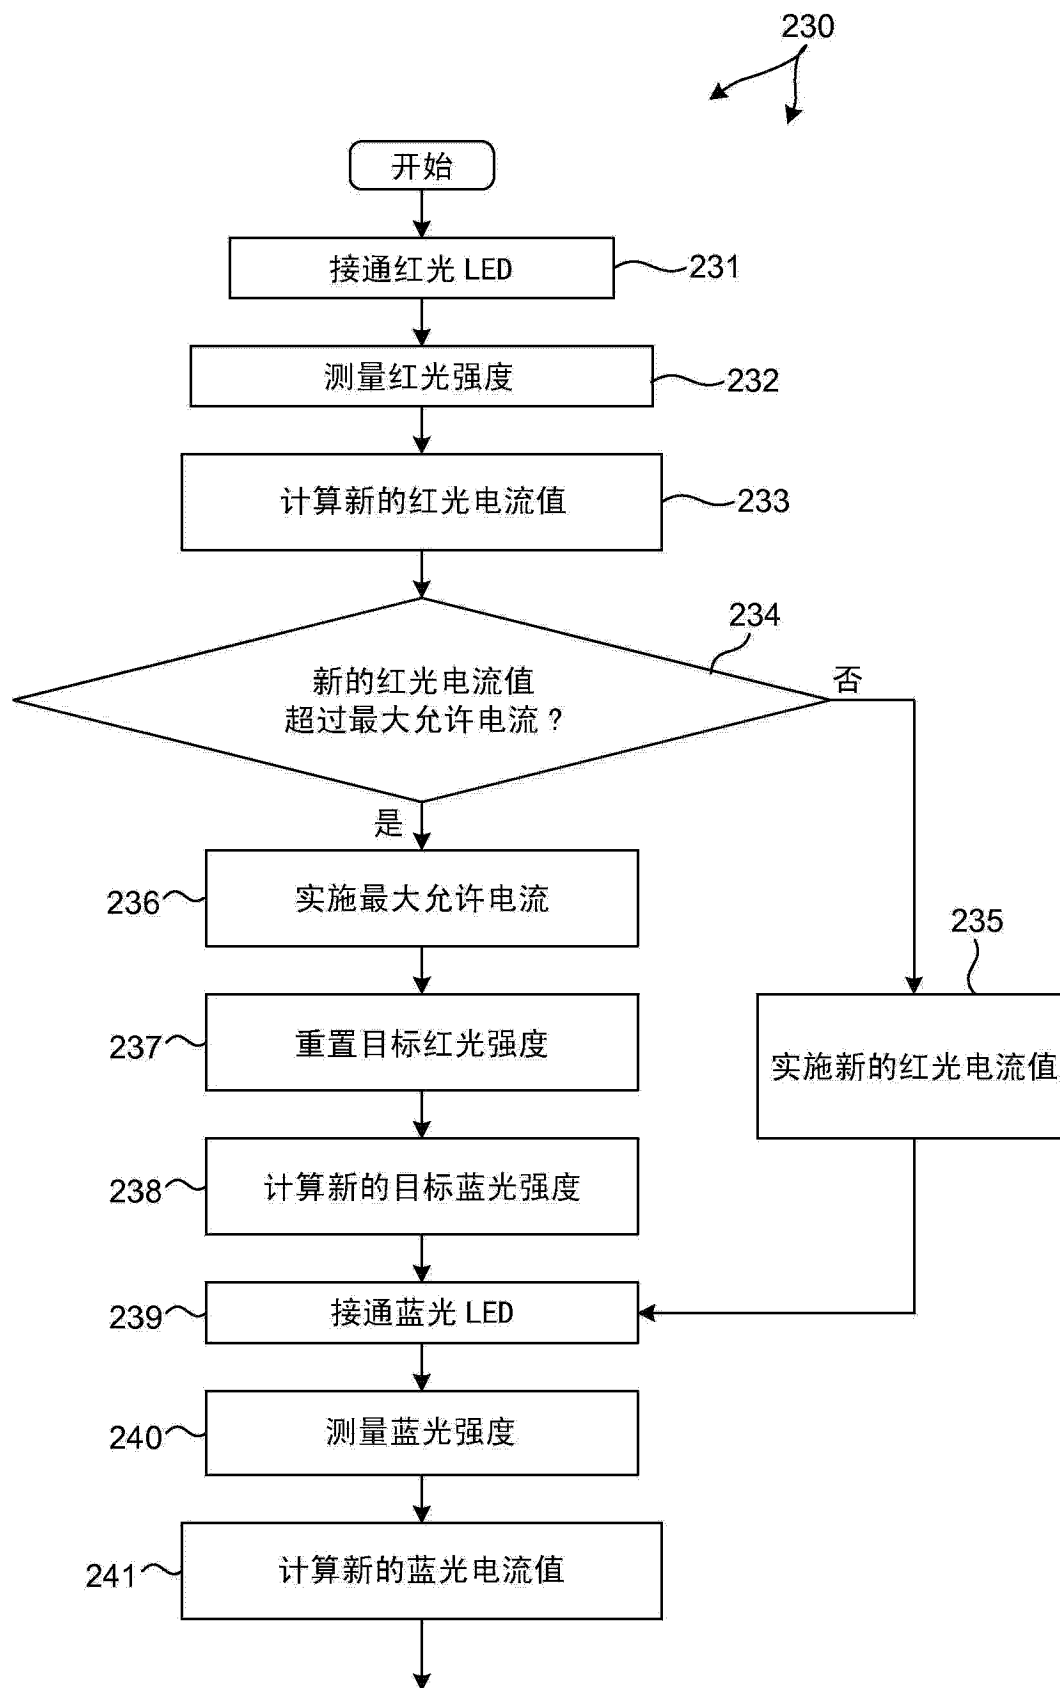 230
开始
接通红光 LED
231
测量红光强度
232
计算新的红光电流值
233
234
新的红光电流值
超过最大允许电流？
否
是
236
实施最大允许电流
235
237
重置目标红光强度
实施新的红光电流值
238
计算新的目标蓝光强度
239
接通蓝光 LED
240
测量蓝光强度
241
计算新的蓝光电流值